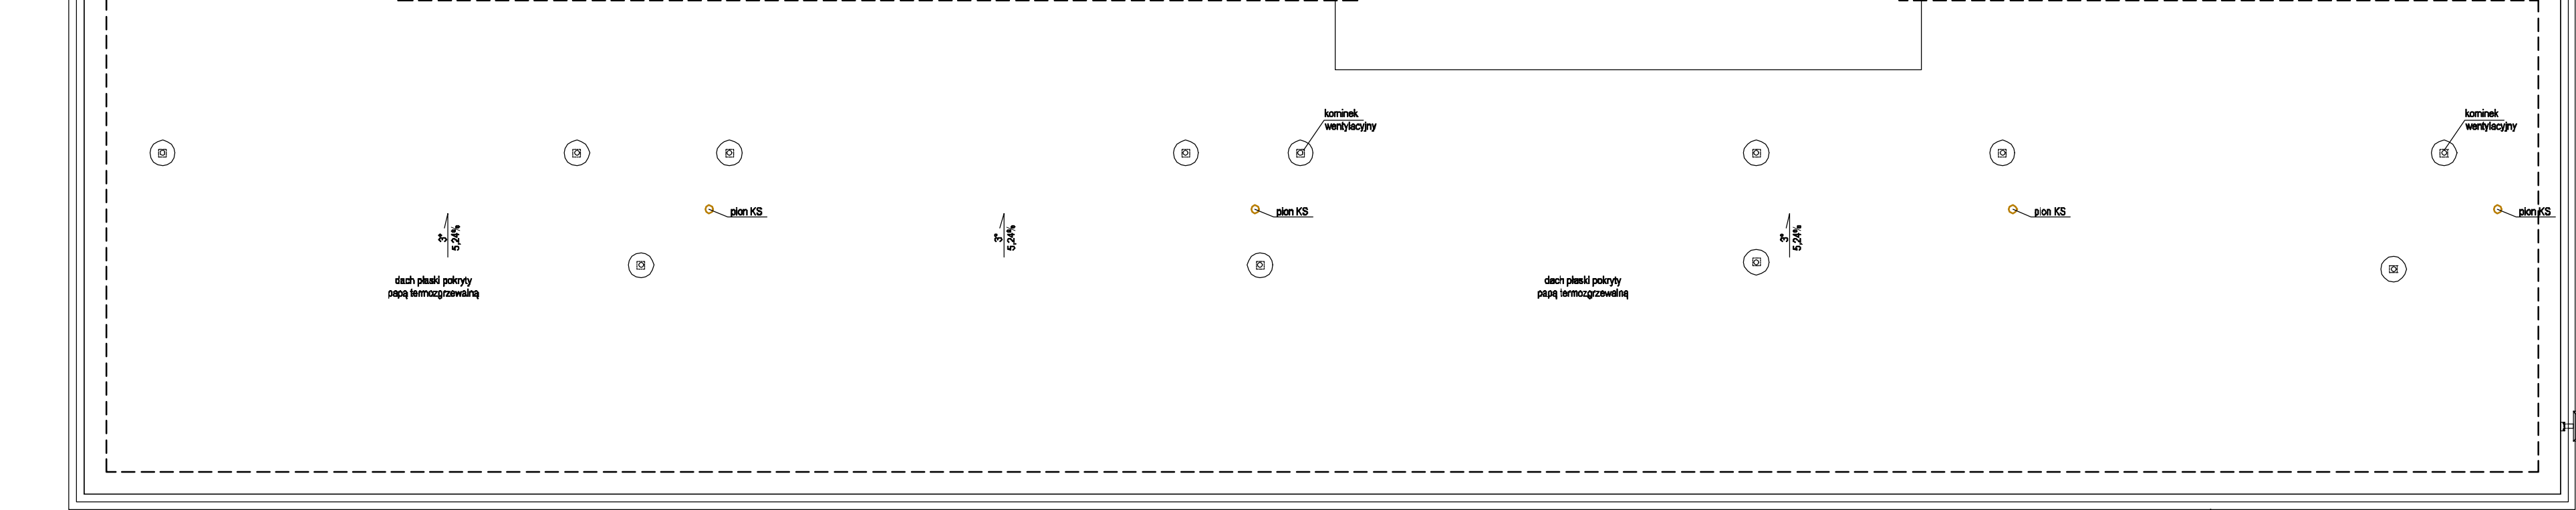 kominek
wentylacyjny
kominek
wentylacyjny
pion KS
pion KS
pion KS
pion KS
3°
5,24%
3°
5,24%
3°
5,24%
dach płaski pokryty
papą termozgrzewalną
dach płaski pokryty
papą termozgrzewalną